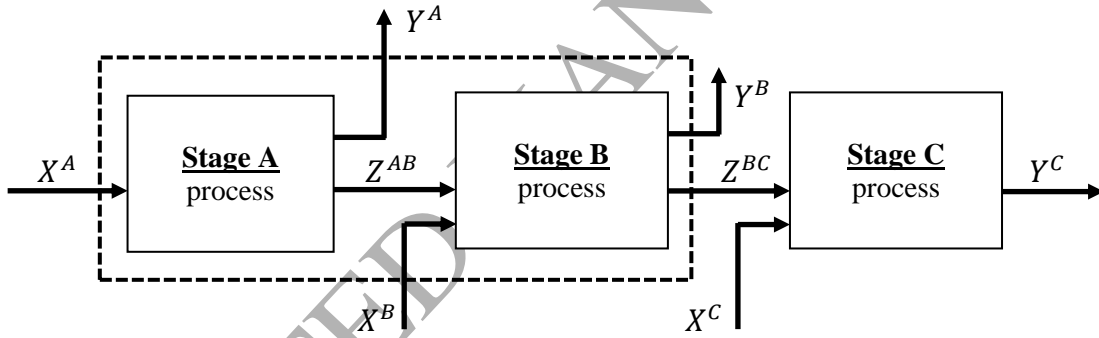 Y^A
Y^B
Stage A
process
Stage B
process
Stage C
process
X^A
Z^{AB}
Z^{BC}
Y^C
X^B
X^C